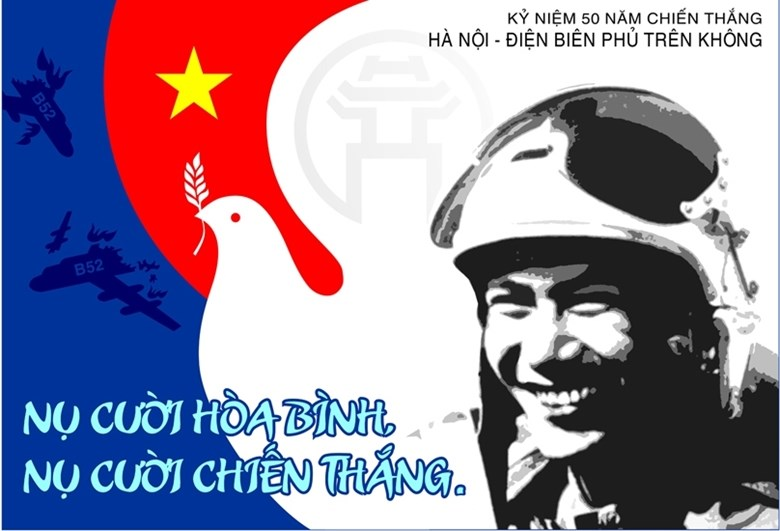 KỶ NIỆM 50 NĂM CHIẾN THẮNG
HÀ NỘI - ĐIỆN BIÊN PHỦ TRÊN KHÔNG
B52
B52
NỤ CƯỜI HÒA BÌNH,
NỤ CƯỜI CHIẾN THẮNG.